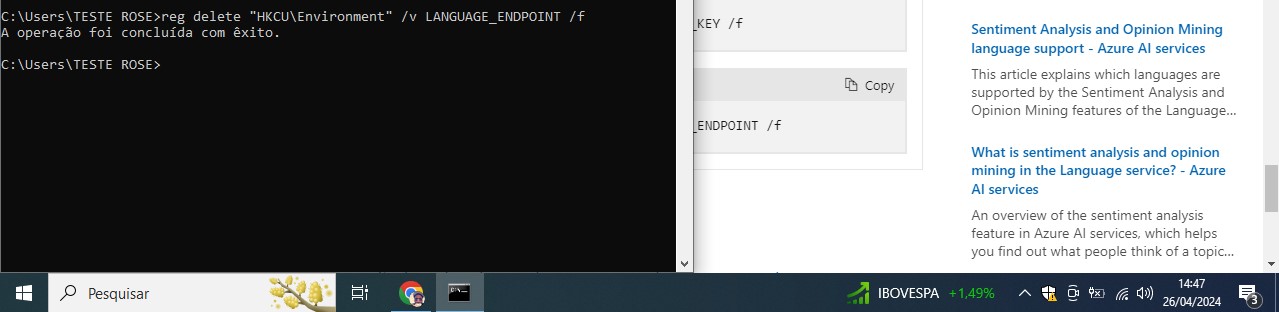 C:\Users\TESTE ROSE>reg delete "HKCU\Environment" /v LANGUAGE_ENDPOINT /f
A operação foi concluída com êxito.
C:\Users\TESTE ROSE>
_KEY /f
Copy
_ENDPOINT /f
Sentiment Analysis and Opinion Mining
language support - Azure AI services
This article explains which languages are
supported by the Sentiment Analysis and
Opinion Mining features of the Language...
What is sentiment analysis and opinion
mining in the Language service? - Azure
AI services
An overview of the sentiment analysis
feature in Azure AI services, which helps
you find out what people think of a topic...
Pesquisar
IBOVESPA +1,49%
14:47
26/04/2024
3